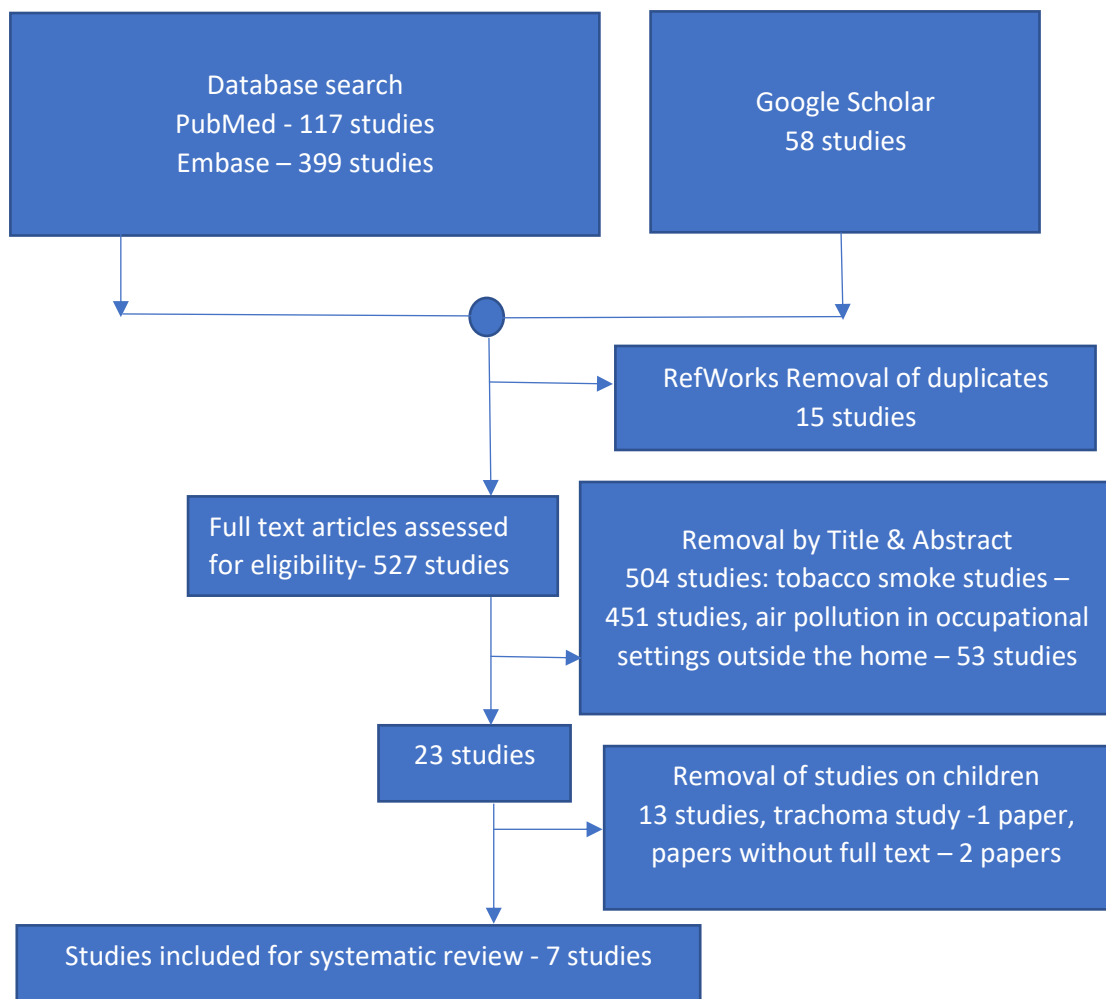 Database search
PubMed - 117 studies
Embase – 399 studies
Google Scholar
58 studies
RefWorks Removal of duplicates
15 studies
Full text articles assessed
for eligibility- 527 studies
Removal by Title & Abstract
504 studies: tobacco smoke studies –
451 studies, air pollution in occupational
settings outside the home – 53 studies
23 studies
Removal of studies on children
13 studies, trachoma study -1 paper,
papers without full text – 2 papers
Studies included for systematic review - 7 studies